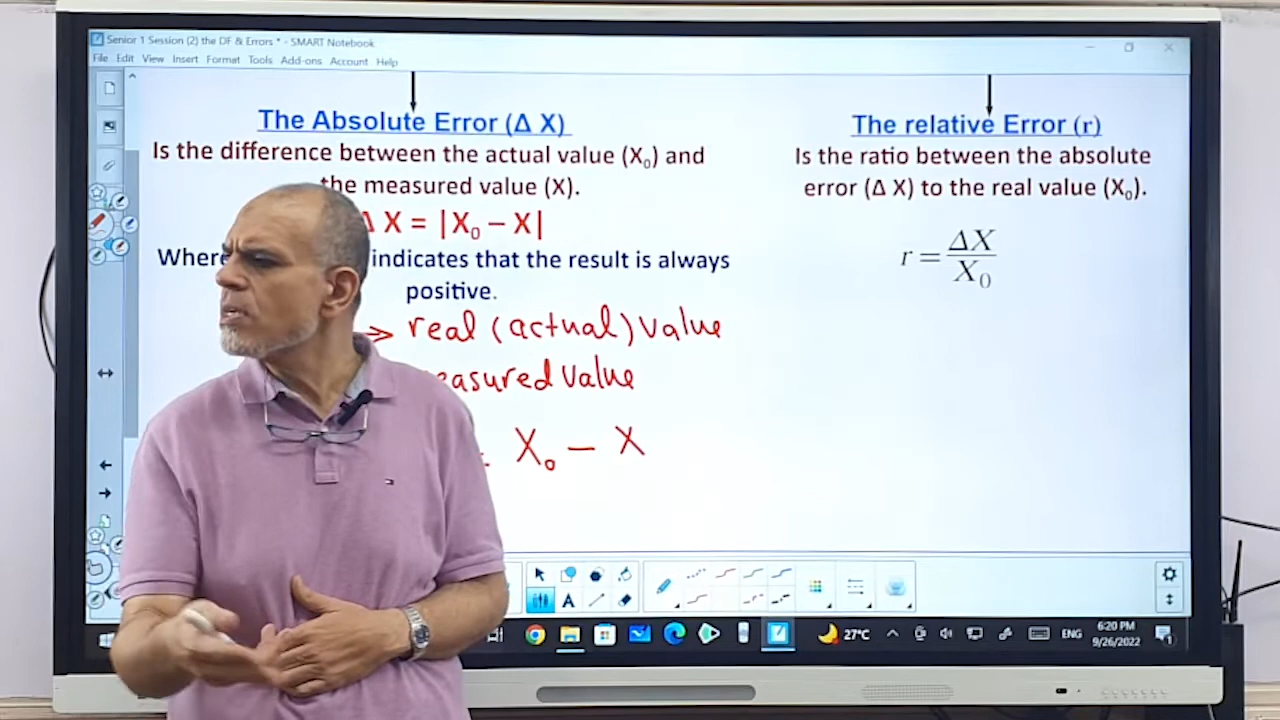 Senior 1 Session (2) the DF & Errors * - SMART Notebook
File Edit View Insert Format Tools Add-ons Account Help
The Absolute Error (Δ X)
Is the difference between the actual value (X₀) and
the measured value (X).
Δ X = |X₀ – X|
Where indicates that the result is always
positive.
⇒ real (actual) value
easured value
X₀ – X
The relative Error (r)
Is the ratio between the absolute
error (Δ X) to the real value (X₀).
r = ΔX / X₀
A
27°C
ENG
6:20 PM
9/26/2022